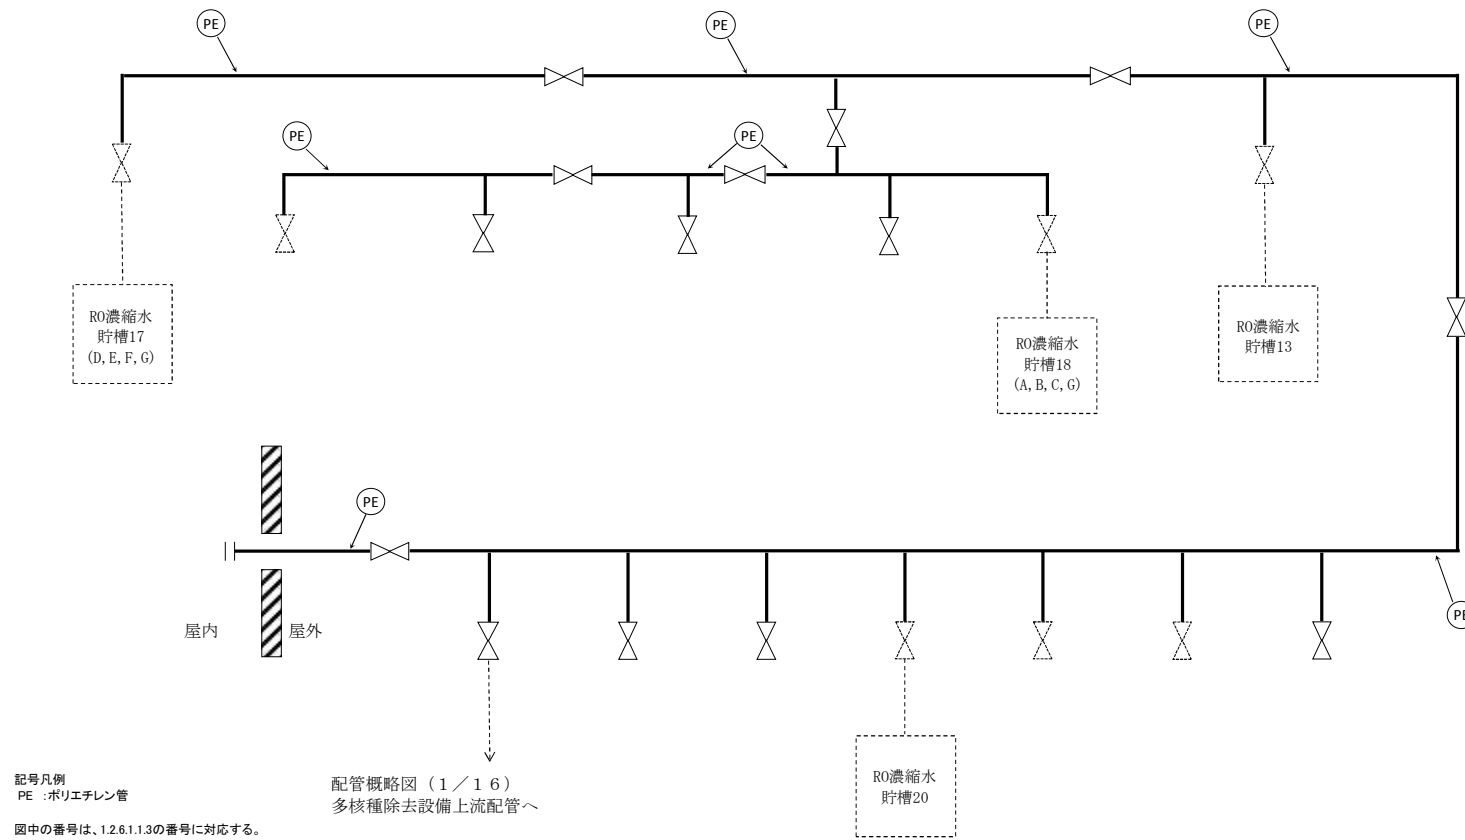 PE
PE
PE
PE
PE
RO濃縮水
貯槽17
(D,E,F,G)
RO濃縮水
貯槽18
(A,B,C,G)
RO濃縮水
貯槽13
PE
PE
屋内
屋外
RO濃縮水
貯槽20
配管概略図（1／16）
多核種除去設備上流配管へ
記号凡例
PE :ポリエチレン管
図中の番号は、1.2.6.1.1.3の番号に対応する。